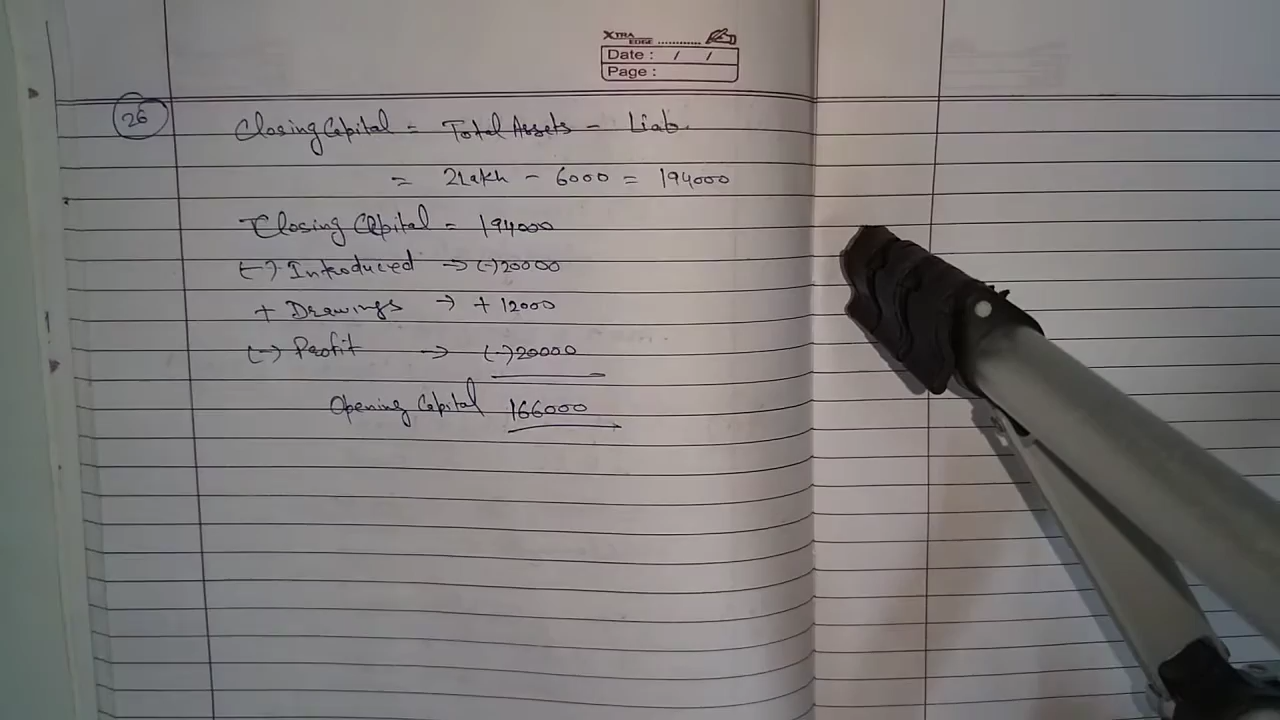 XTRA EDGE ............
Date : / /
Page :
26
Closing Capital = Total Assets - Liab.
= 2Lakh - 6000 = 194000
Closing Capital = 194000
(-) Introduced → (-)20000
+ Drawings → + 12000
(-) Profit → (-)20000
Opening Capital 166000